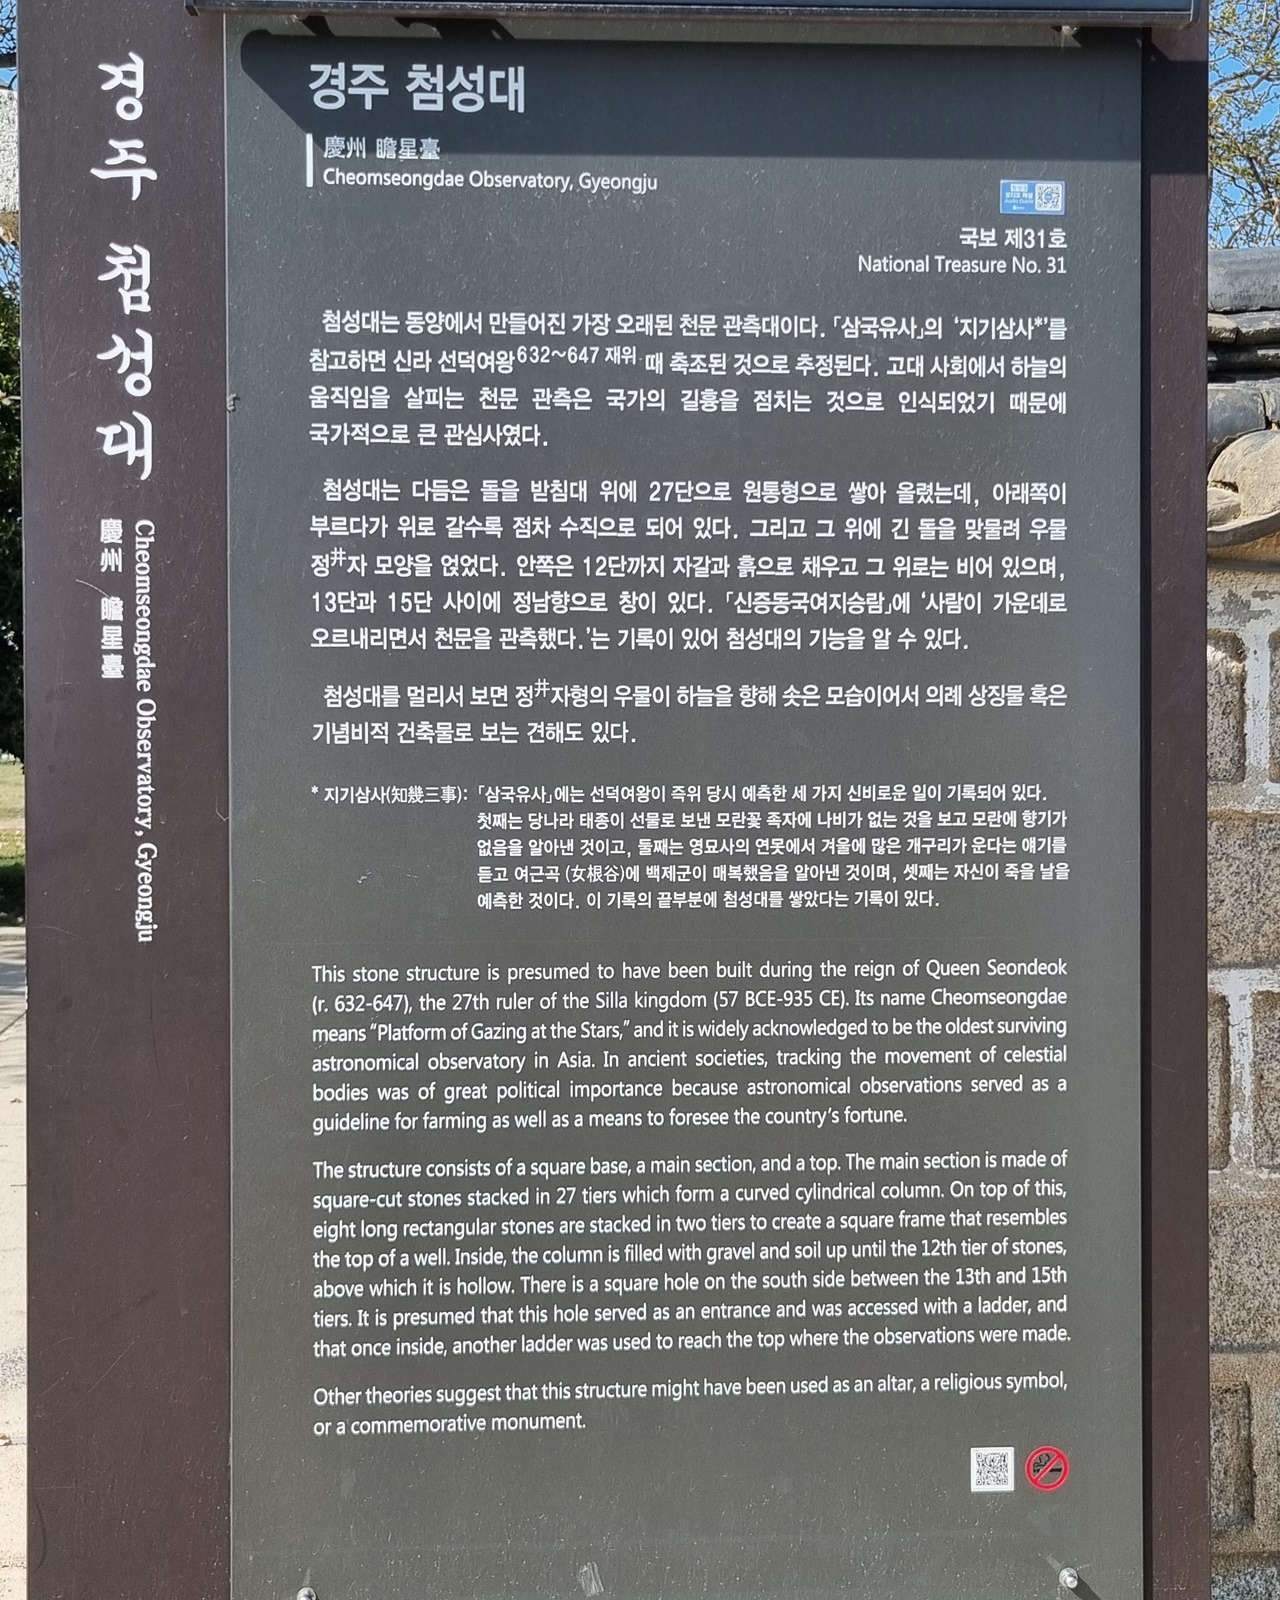 경주 첨성대
慶州 瞻星臺
Cheomseongdae Observatory, Gyeongju
경주 첨성대
慶州 瞻星臺
Cheomseongdae Observatory, Gyeongju
Audio Guide
국보 제31호
National Treasure No. 31
첨성대는 동양에서 만들어진 가장 오래된 천문 관측대이다. 「삼국유사」의 ‘지기삼사*’를
참고하면 신라 선덕여왕632~647 재위 때 축조된 것으로 추정된다. 고대 사회에서 하늘의
움직임을 살피는 천문 관측은 국가의 길흉을 점치는 것으로 인식되었기 때문에
국가적으로 큰 관심사였다.
첨성대는 다듬은 돌을 받침대 위에 27단으로 원통형으로 쌓아 올렸는데, 아래쪽이
부르다가 위로 갈수록 점차 수직으로 되어 있다. 그리고 그 위에 긴 돌을 맞물려 우물
정井자 모양을 얹었다. 안쪽은 12단까지 자갈과 흙으로 채우고 그 위로는 비어 있으며,
13단과 15단 사이에 정남향으로 창이 있다. 「신증동국여지승람」에 ‘사람이 가운데로
오르내리면서 천문을 관측했다.’는 기록이 있어 첨성대의 기능을 알 수 있다.
첨성대를 멀리서 보면 정井자형의 우물이 하늘을 향해 솟은 모습이어서 의례 상징물 혹은
기념비적 건축물로 보는 견해도 있다.
* 지기삼사(知幾三事): 「삼국유사」에는 선덕여왕이 즉위 당시 예측한 세 가지 신비로운 일이 기록되어 있다.
첫째는 당나라 태종이 선물로 보낸 모란꽃 족자에 나비가 없는 것을 보고 모란에 향기가
없음을 알아낸 것이고, 둘째는 영묘사의 연못에서 겨울에 많은 개구리가 운다는 얘기를
듣고 여근곡 (女根谷)에 백제군이 매복했음을 알아낸 것이며, 셋째는 자신이 죽을 날을
예측한 것이다. 이 기록의 끝부분에 첨성대를 쌓았다는 기록이 있다.
This stone structure is presumed to have been built during the reign of Queen Seondeok
(r. 632-647), the 27th ruler of the Silla kingdom (57 BCE-935 CE). Its name Cheomseongdae
means “Platform of Gazing at the Stars,” and it is widely acknowledged to be the oldest surviving
astronomical observatory in Asia. In ancient societies, tracking the movement of celestial
bodies was of great political importance because astronomical observations served as a
guideline for farming as well as a means to foresee the country’s fortune.
The structure consists of a square base, a main section, and a top. The main section is made of
square-cut stones stacked in 27 tiers which form a curved cylindrical column. On top of this,
eight long rectangular stones are stacked in two tiers to create a square frame that resembles
the top of a well. Inside, the column is filled with gravel and soil up until the 12th tier of stones,
above which it is hollow. There is a square hole on the south side between the 13th and 15th
tiers. It is presumed that this hole served as an entrance and was accessed with a ladder, and
that once inside, another ladder was used to reach the top where the observations were made.
Other theories suggest that this structure might have been used as an altar, a religious symbol,
or a commemorative monument.